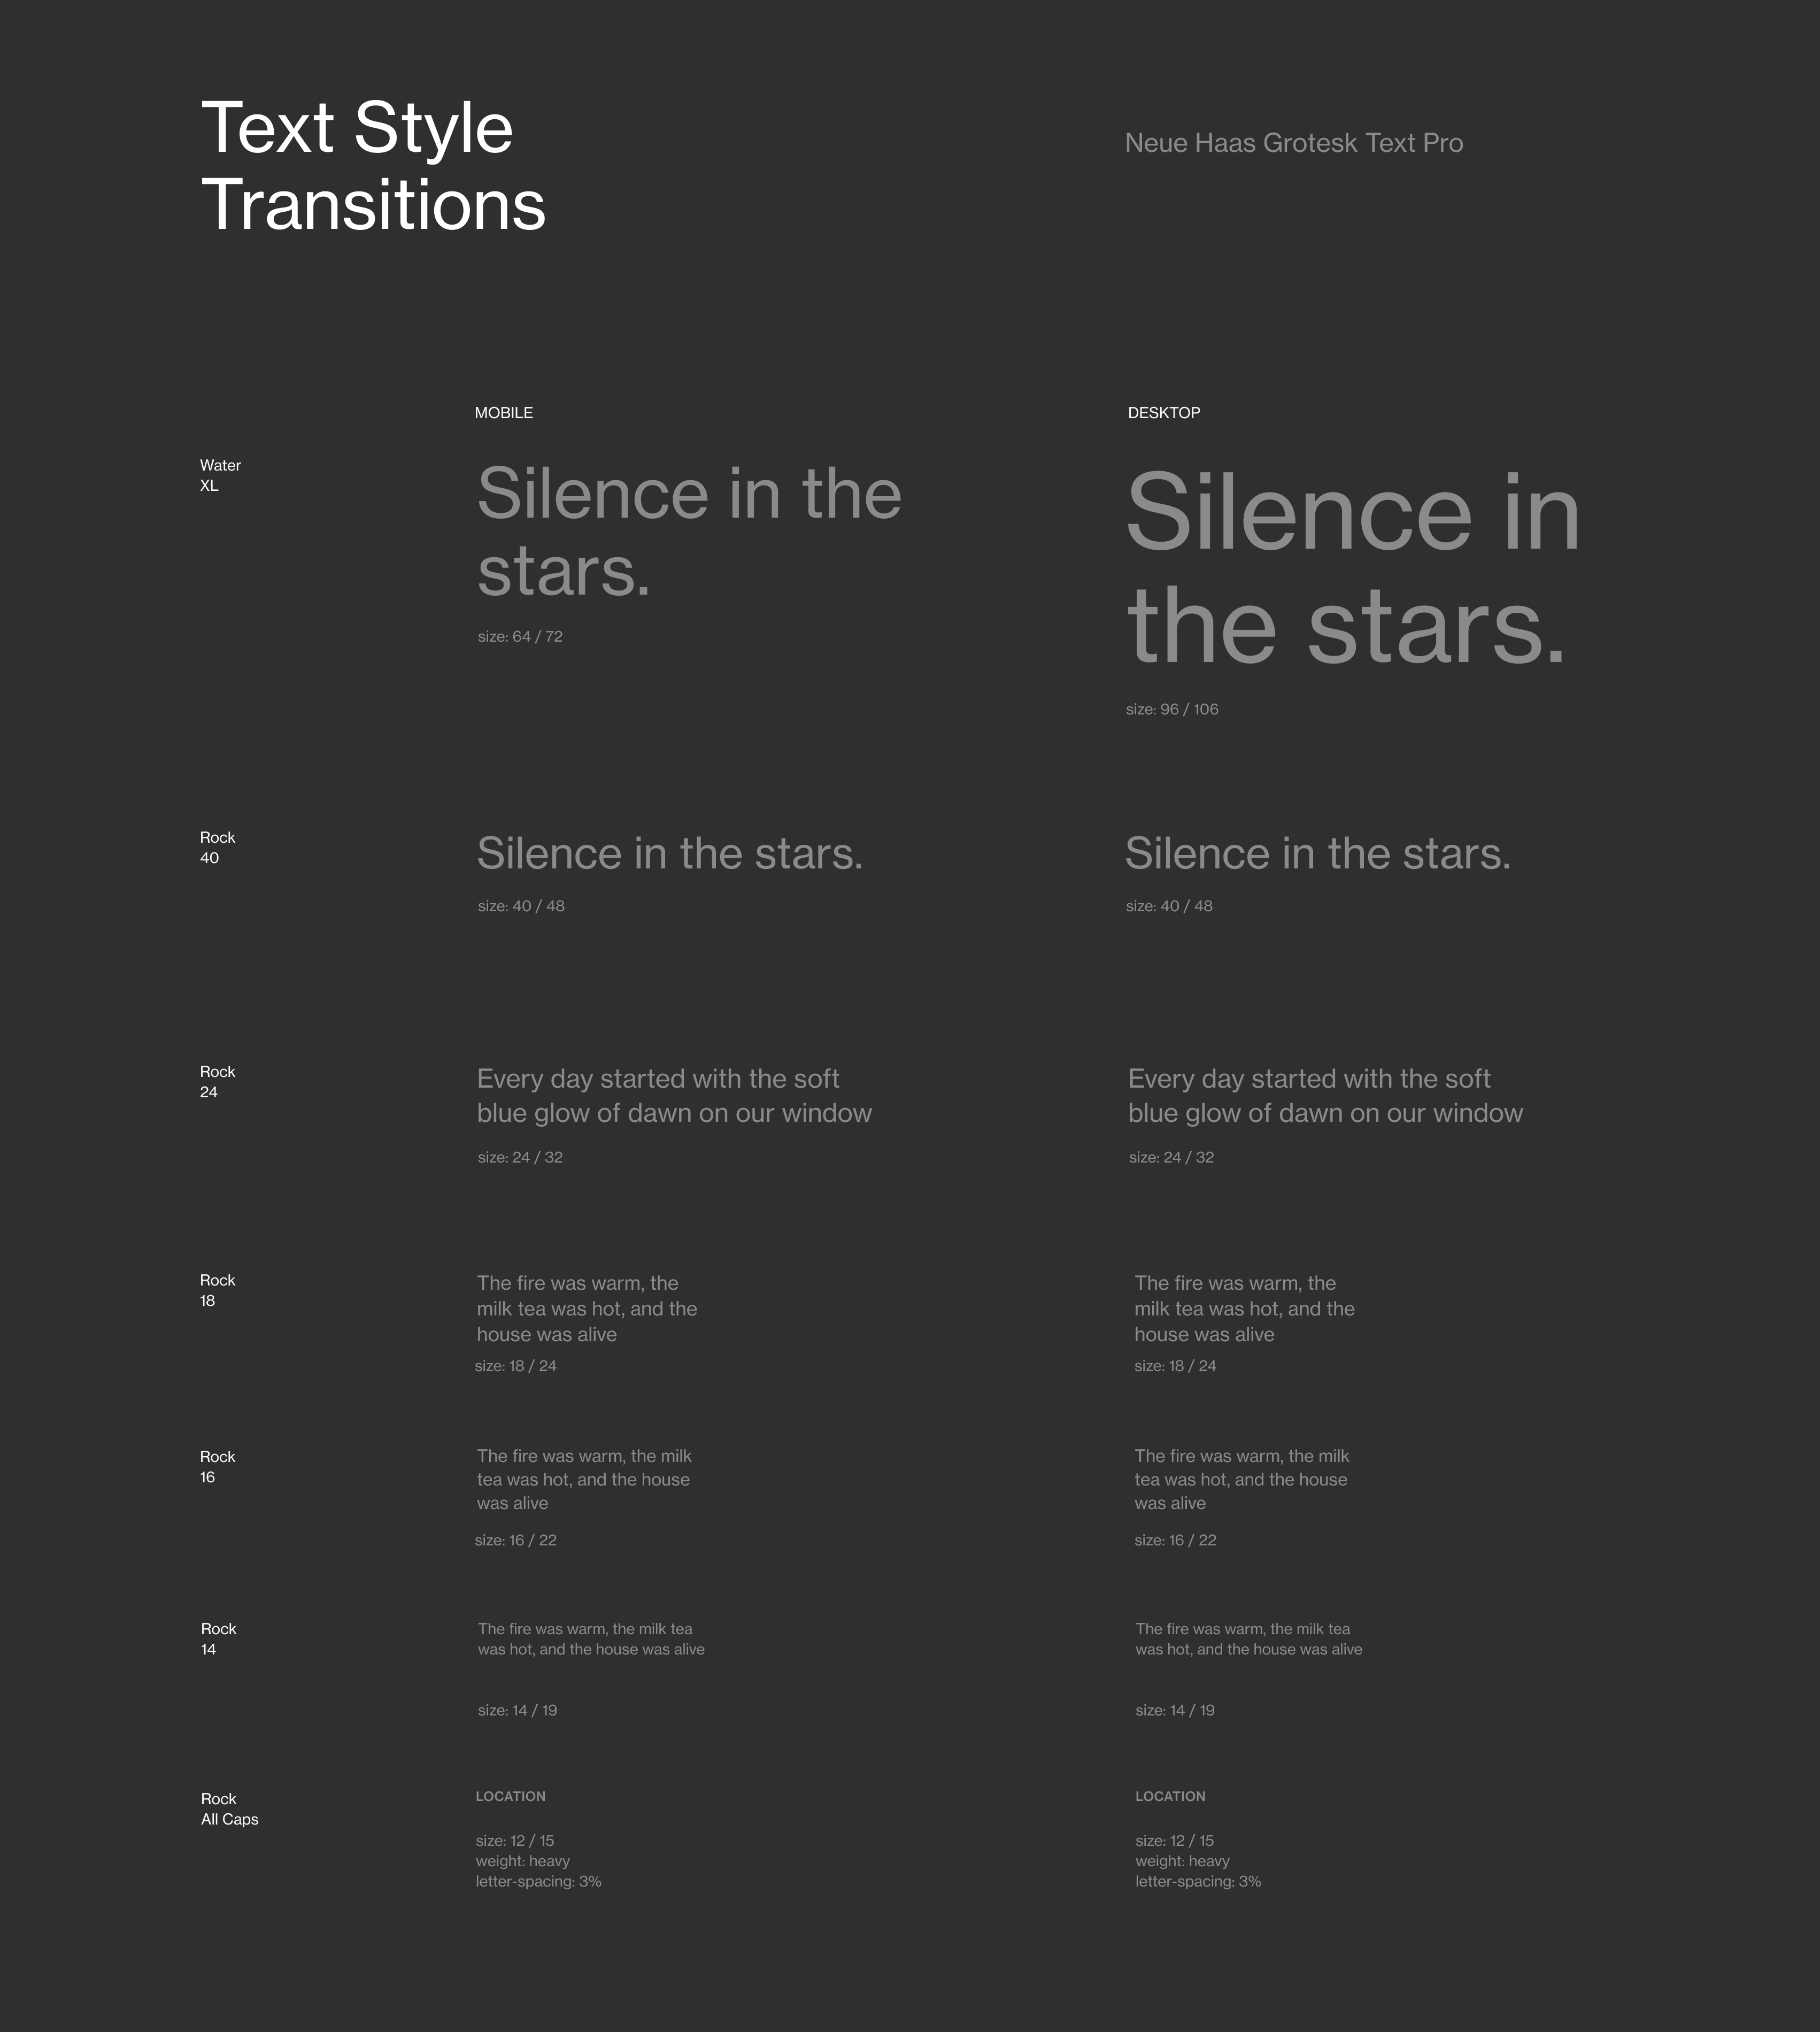 Text Style
Transitions
Neue Haas Grotesk Text Pro
MOBILE
DESKTOP
Water
XL
Silence in the
stars.
size: 64 / 72
Silence in
the stars.
size: 96 / 106
Rock
40
Silence in the stars.
size: 40 / 48
Silence in the stars.
size: 40 / 48
Rock
24
Every day started with the soft
blue glow of dawn on our window
size: 24 / 32
Every day started with the soft
blue glow of dawn on our window
size: 24 / 32
Rock
18
The fire was warm, the
milk tea was hot, and the
house was alive
size: 18 / 24
The fire was warm, the
milk tea was hot, and the
house was alive
size: 18 / 24
Rock
16
The fire was warm, the milk
tea was hot, and the house
was alive
size: 16 / 22
The fire was warm, the milk
tea was hot, and the house
was alive
size: 16 / 22
Rock
14
The fire was warm, the milk tea
was hot, and the house was alive
size: 14 / 19
The fire was warm, the milk tea
was hot, and the house was alive
size: 14 / 19
Rock
All Caps
LOCATION
size: 12 / 15
weight: heavy
letter-spacing: 3%
LOCATION
size: 12 / 15
weight: heavy
letter-spacing: 3%